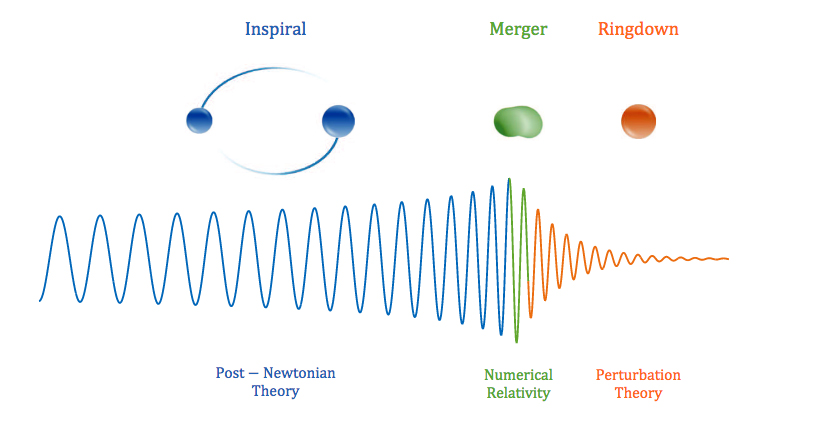 Inspiral
Merger
Ringdown
Post − Newtonian
Theory
Numerical
Relativity
Perturbation
Theory